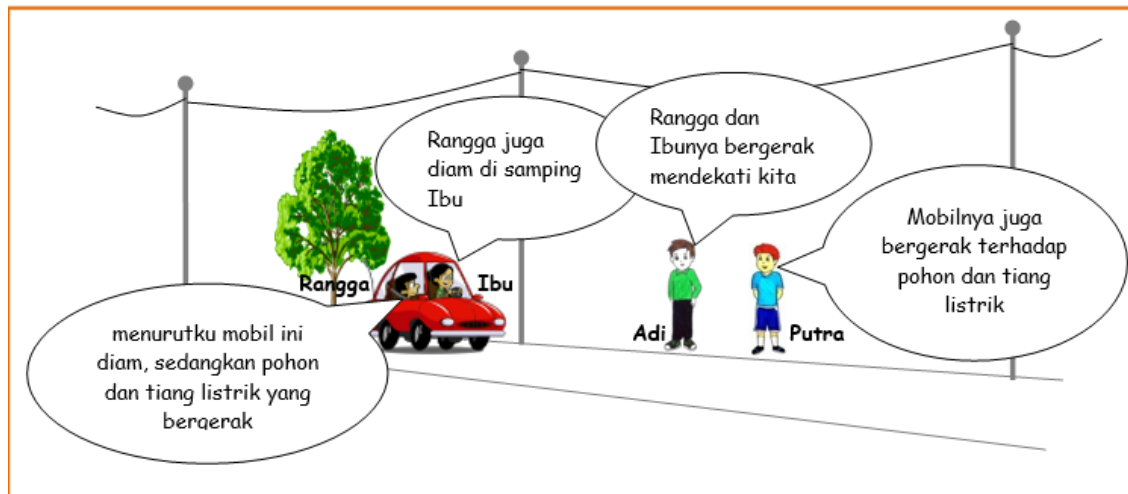 Rangga juga
diam di samping
Ibu
Rangga dan
Ibunya bergerak
mendekati kita
Mobilnya juga
bergerak terhadap
pohon dan tiang
listrik
Rangga
Ibu
Adi
Putra
menurutku mobil ini
diam, sedangkan pohon
dan tiang listrik yang
bergerak